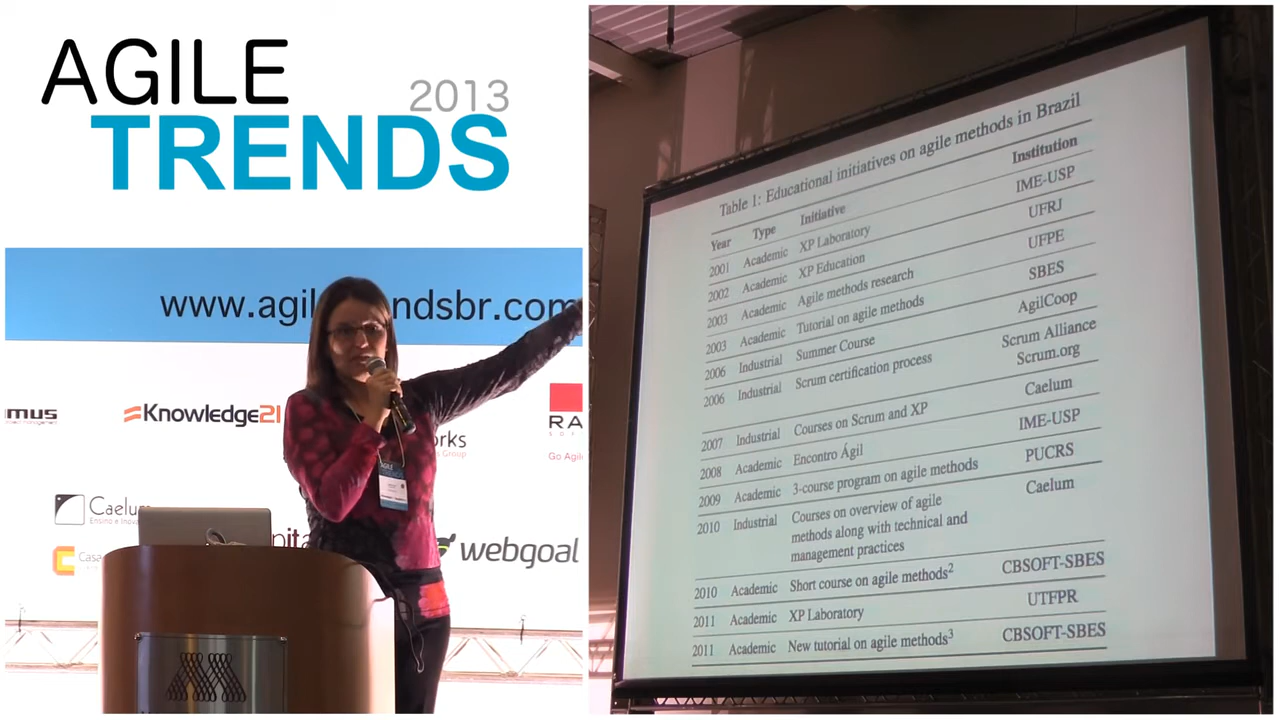 AGILE
2013
TRENDS
www.agil
ndsbr.com
Knowledge21
RA
Go Agile
Caelum
webgoal
Table 1: Educational initiatives on agile methods in Brazil
Year Type Initiative Institution
2001 Academic XP Laboratory IME-USP
2002 Academic XP Education UFRJ
2003 Academic Agile methods research UFPE
2003 Academic Tutorial on agile methods SBES
2006 Industrial Summer Course AgilCoop
2006 Industrial Scrum certification process Scrum Alliance
Scrum.org
2007 Industrial Courses on Scrum and XP Caelum
2008 Academic Encontro Ágil IME-USP
2009 Academic 3-course program on agile methods PUCRS
2010 Industrial Courses on overview of agile Caelum
methods along with technical and
management practices
2010 Academic Short course on agile methods² CBSOFT-SBES
2011 Academic XP Laboratory UTFPR
2011 Academic New tutorial on agile methods³ CBSOFT-SBES